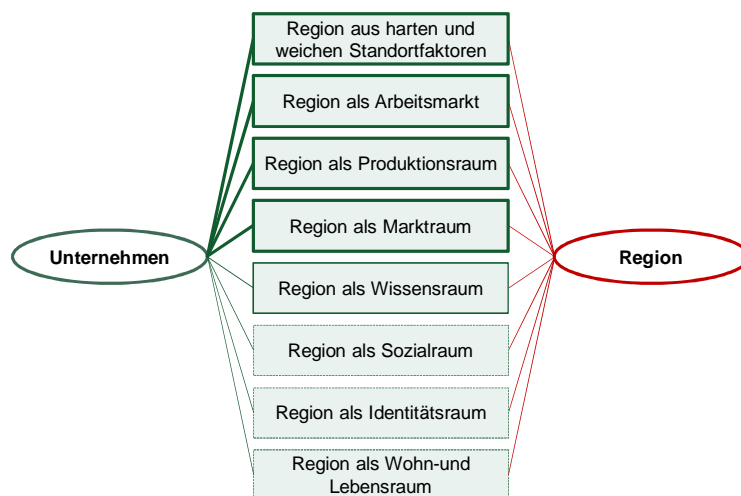 Region aus harten und
weichen Standortfaktoren
Region als Arbeitsmarkt
Region als Produktionsraum
Region als Marktraum
Unternehmen
Region
Region als Wissensraum
Region als Sozialraum
Region als Identitätsraum
Region als Wohn-und
Lebensraum